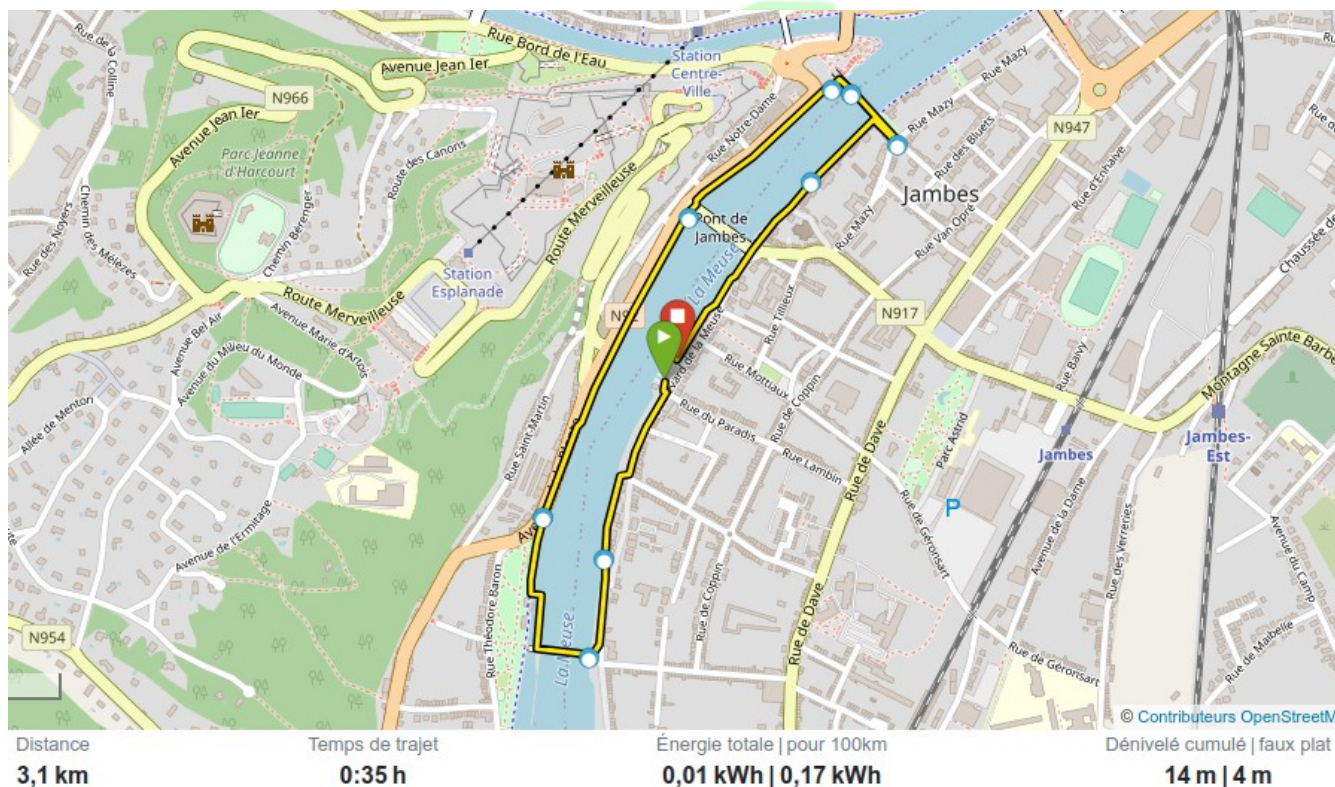 Rue de la Colline
Rue Bord de l'Eau
Avenue Jean Ier
Station
Centre-
Ville
N966
Avenue Jean Ier
Parc Jeanne
d'Harcourt
Route des Canons
Rue Notre-Dame
Rue Mazy
Rue Mazy
Rue des Bluets
N947
Rue d'Enhaive
Jambes
Chemin des Mélèzes
Rue des Noyers
Chemin Bérenger
Route Merveilleuse
Station
Esplanade
Pont de
Jambes
Rue Mazy
Rue Van Opré
Chaussée de
Route Merveilleuse
La Meuse
N92
Avenue Bel Air
Avenue Marie d'Artois
Avenue du Milieu du Monde
Rue Tillieux
N917
Rue Baivy
Montagne Sainte Barbe
Allée de Menton
Rue Saint-Martin
vard de la Meuse
Rue Mottiaux
Rue de Coppin
Rue du Paradis
Rue Lambin
Rue de Dave
Parc Astrid
Jambes
Jambes-
Est
P
Avenue de l'Ermitage
Rue de Géronsart
Avenue de la Dame
Rue des Verreries
Avenue du Camp
Rue Théodore Baron
Rue de Coppin
Rue de Dave
N954
La Meuse
Rue de Géronsart
Rue de Maibelle
© Contributeurs OpenStreetM
Distance
Temps de trajet
Énergie totale | pour 100km
Dénivelé cumulé | faux plat
3,1 km
0:35 h
0,01 kWh | 0,17 kWh
14 m | 4 m